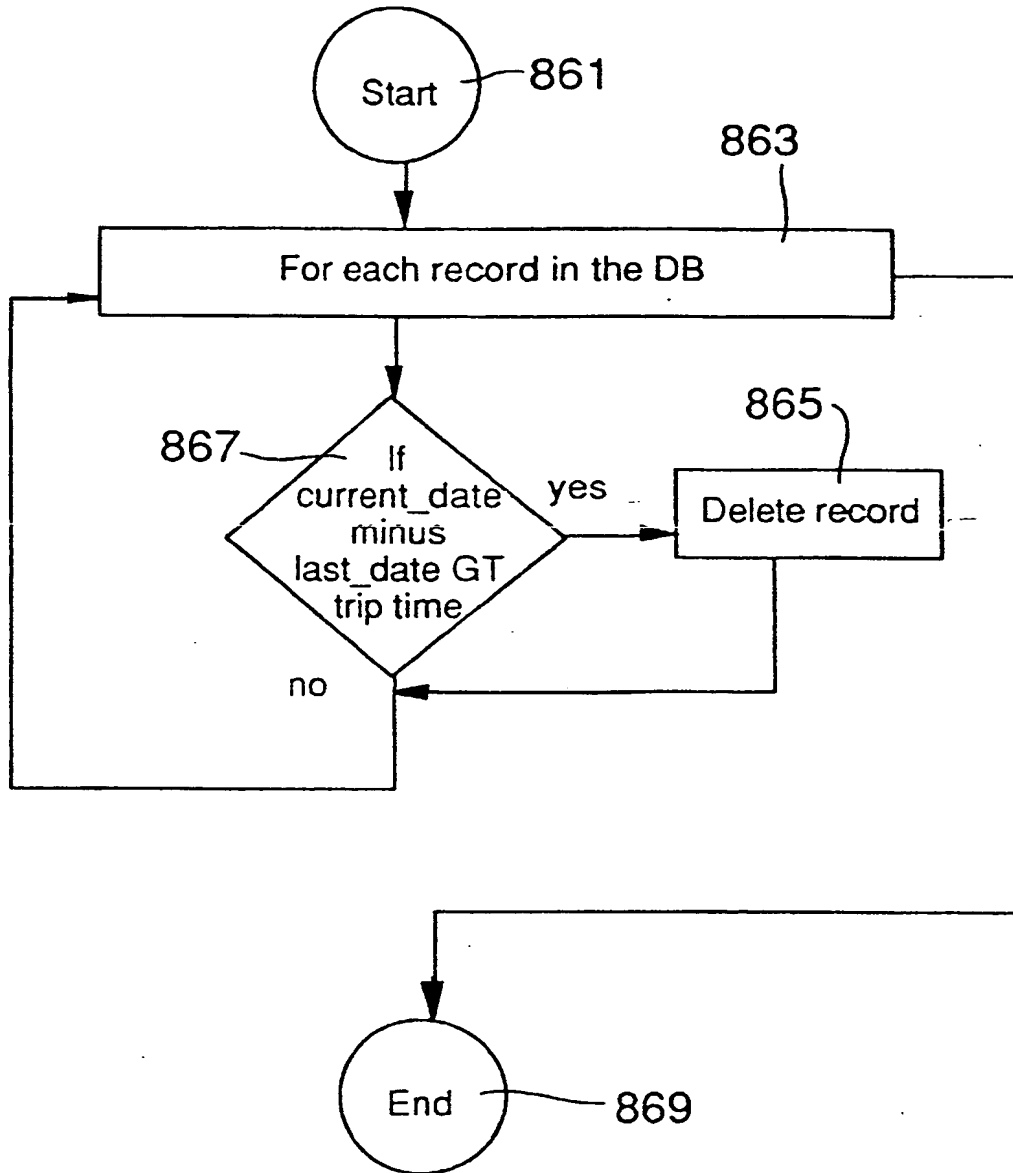 Start
861
863
For each record in the DB
867
If
current_date
minus
last_date GT
trip time
yes
865
Delete record
no
End
869